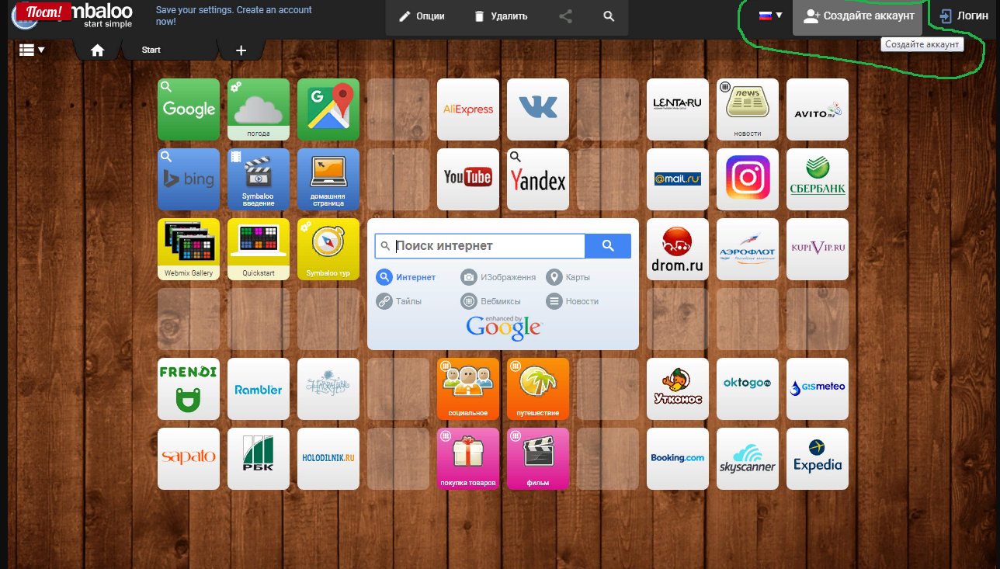 Пост!
mbaloo
start simple
Save your settings. Create an account
now!
Опции
Удалить
Создайте аккаунт
Логин
Создайте аккаунт
Start
Google
погода
G
AliExpress
LENTA.RU
news
новости
AVITO.RU
bing
Symbaloo
введение
домашняя
страница
YouTube
Yandex
@mail.ru
СБЕРБАНК
Webmix Gallery
Quickstart
Symbaloo тур
Поиск интернет
Интернет
ИЗображения
Карты
Тайлы
Вебмиксы
Новости
enhanced by
Google
drom.ru
АЭРОФЛОТ
KUPIVIP.RU
FRENDI
Rambler
социальное
путешествие
Утконос
oktogo
GISMETEO
sapato
РБК
HOLODILNIK.RU
покупка товаров
фильм
Booking.com
skyscanner
Expedia